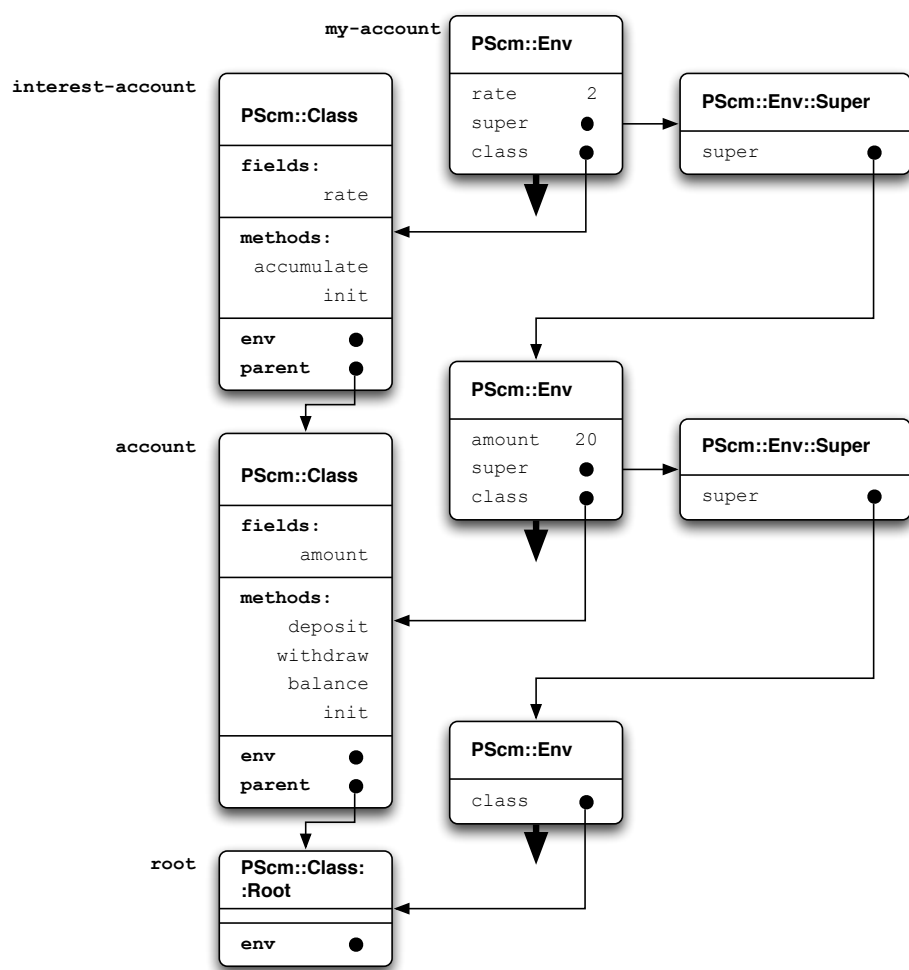 my-account
PScm::Env
rate 2
super
class
PScm::Env::Super
super
interest-account
PScm::Class
fields:
rate
methods:
accumulate
init
env
parent
PScm::Env
amount 20
super
class
PScm::Env::Super
super
account
PScm::Class
fields:
amount
methods:
deposit
withdraw
balance
init
env
parent
PScm::Env
class
root
PScm::Class:
:Root
env